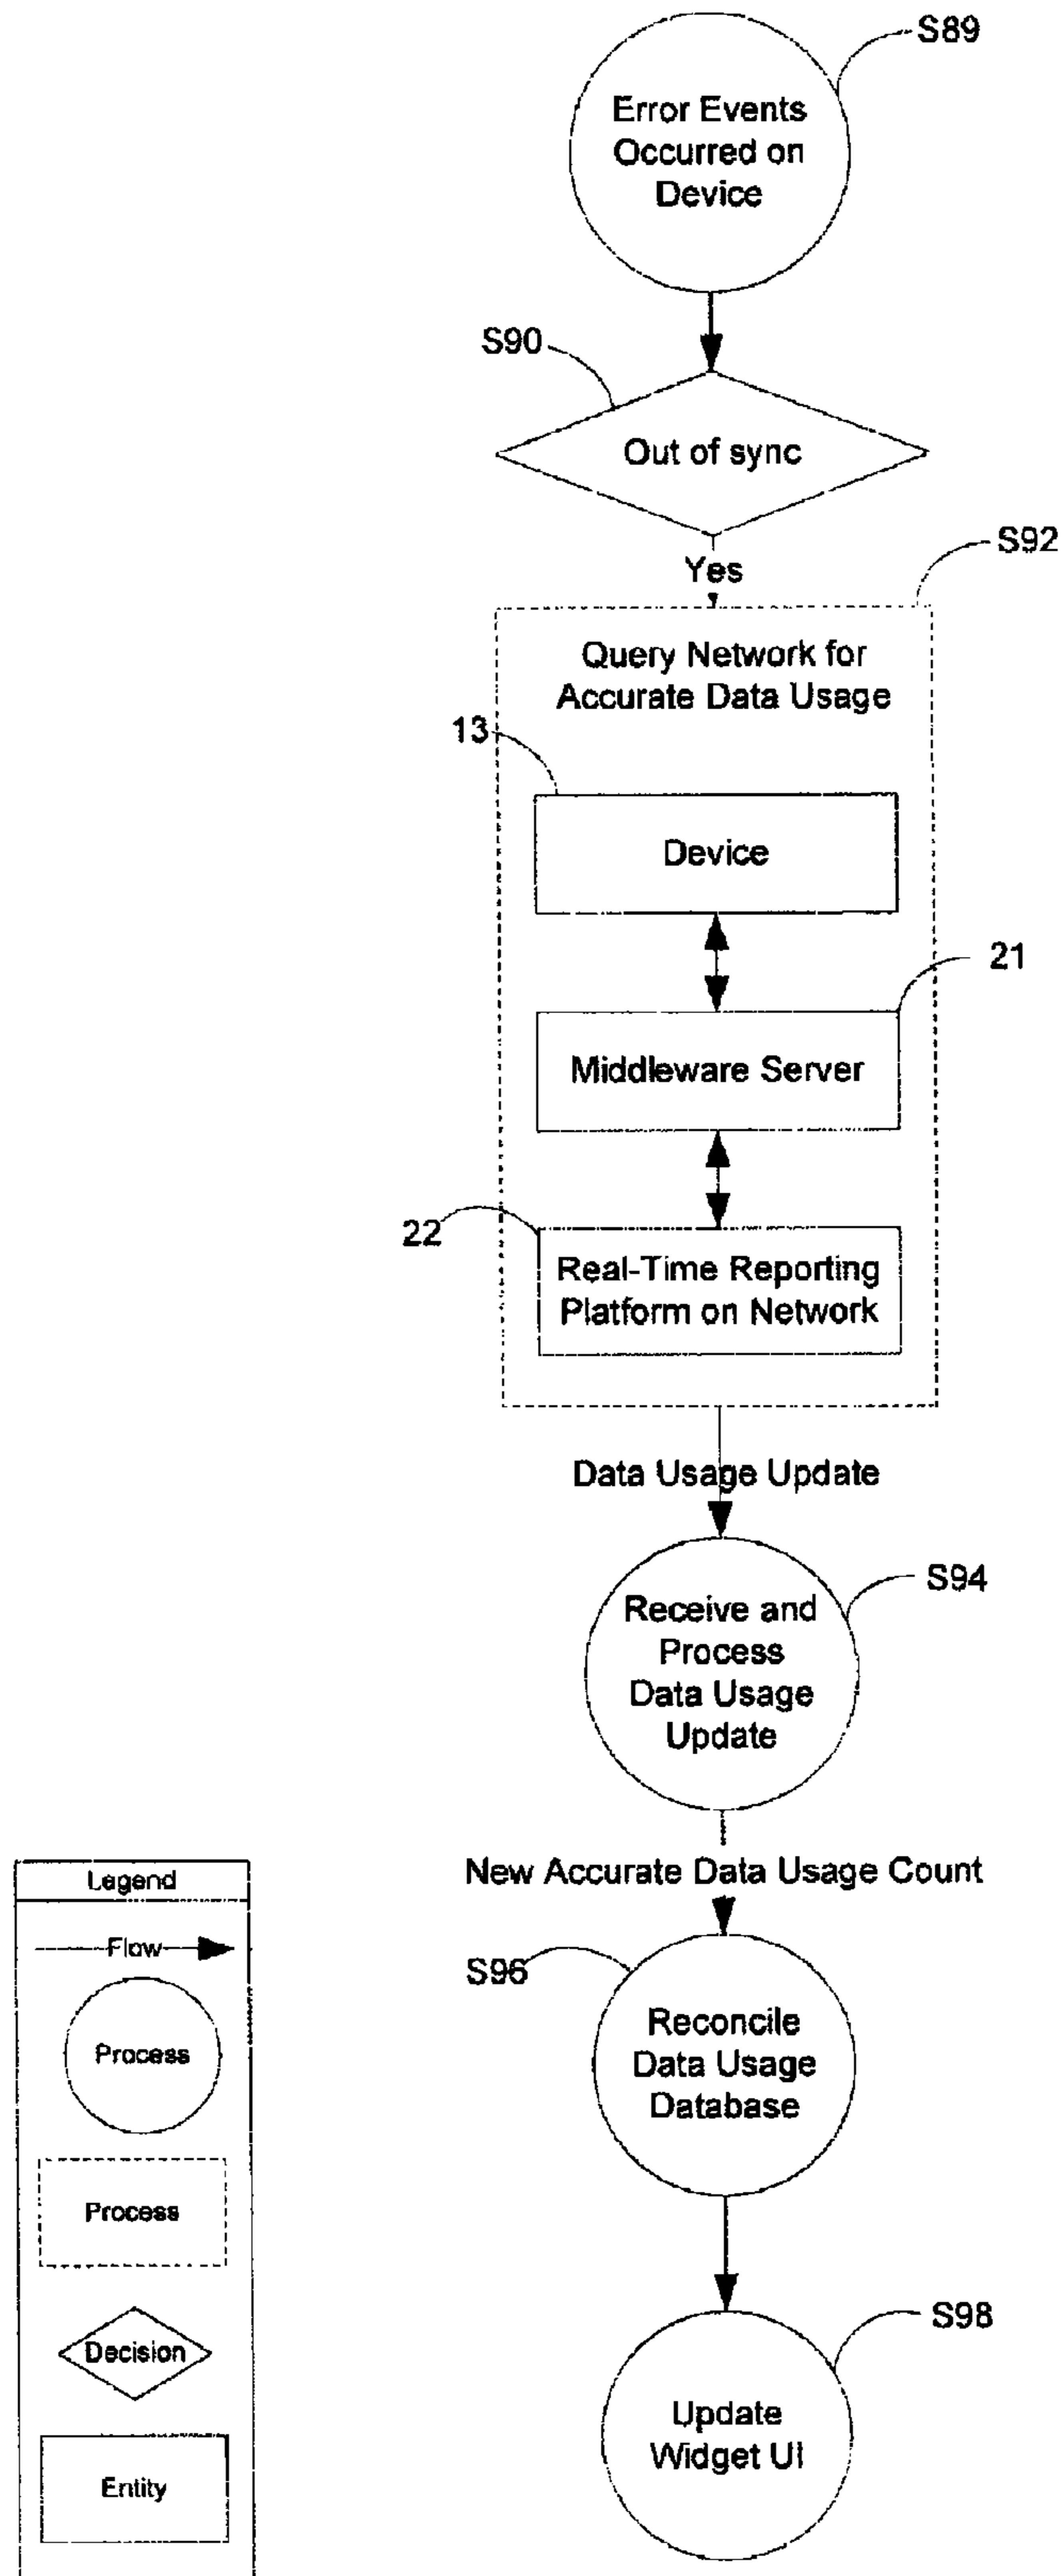 S89
Error Events
Occurred on
Device
S90
Out of sync
Yes
S92
Query Network for
Accurate Data Usage
13
Device
21
Middleware Server
22
Real-Time Reporting
Platform on Network
Data Usage Update
S94
Receive and
Process
Data Usage
Update
New Accurate Data Usage Count
S96
Reconcile
Data Usage
Database
S98
Update
Widget UI
Legend
Flow
Process
Process
Decision
Entity